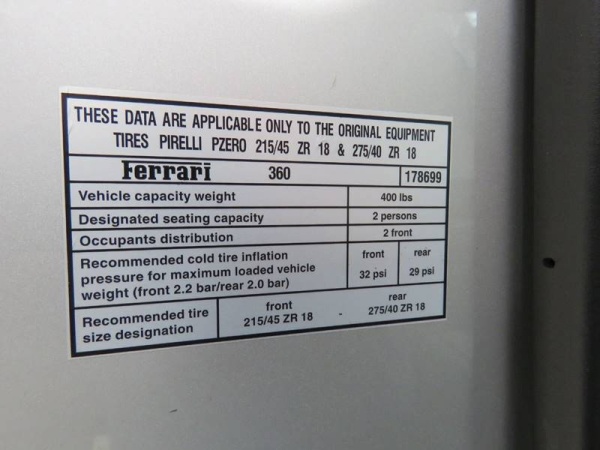 THESE DATA ARE APPLICABLE ONLY TO THE ORIGINAL EQUIPMENT
TIRES PIRELLI PZERO 215/45 ZR 18 & 275/40 ZR 18
Ferrari 360 178699
Vehicle capacity weight 400 lbs
Designated seating capacity 2 persons
Occupants distribution 2 front
Recommended cold tire inflation front rear
pressure for maximum loaded vehicle 32 psi 29 psi
weight (front 2.2 bar/rear 2.0 bar)
Recommended tire front rear
size designation 215/45 ZR 18 - 275/40 ZR 18